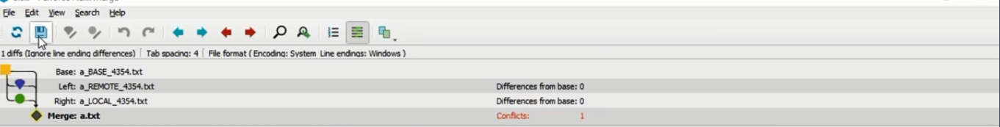 File Edit View Search Help
1 diffs (Ignore line ending differences) Tab spacing: 4 File format ( Encoding: System Line endings: Windows )
Base: a_BASE_4354.txt
Left: a_REMOTE_4354.txt Differences from base: 0
Right: a_LOCAL_4354.txt Differences from base: 0
Merge: a.txt Conflicts: 1